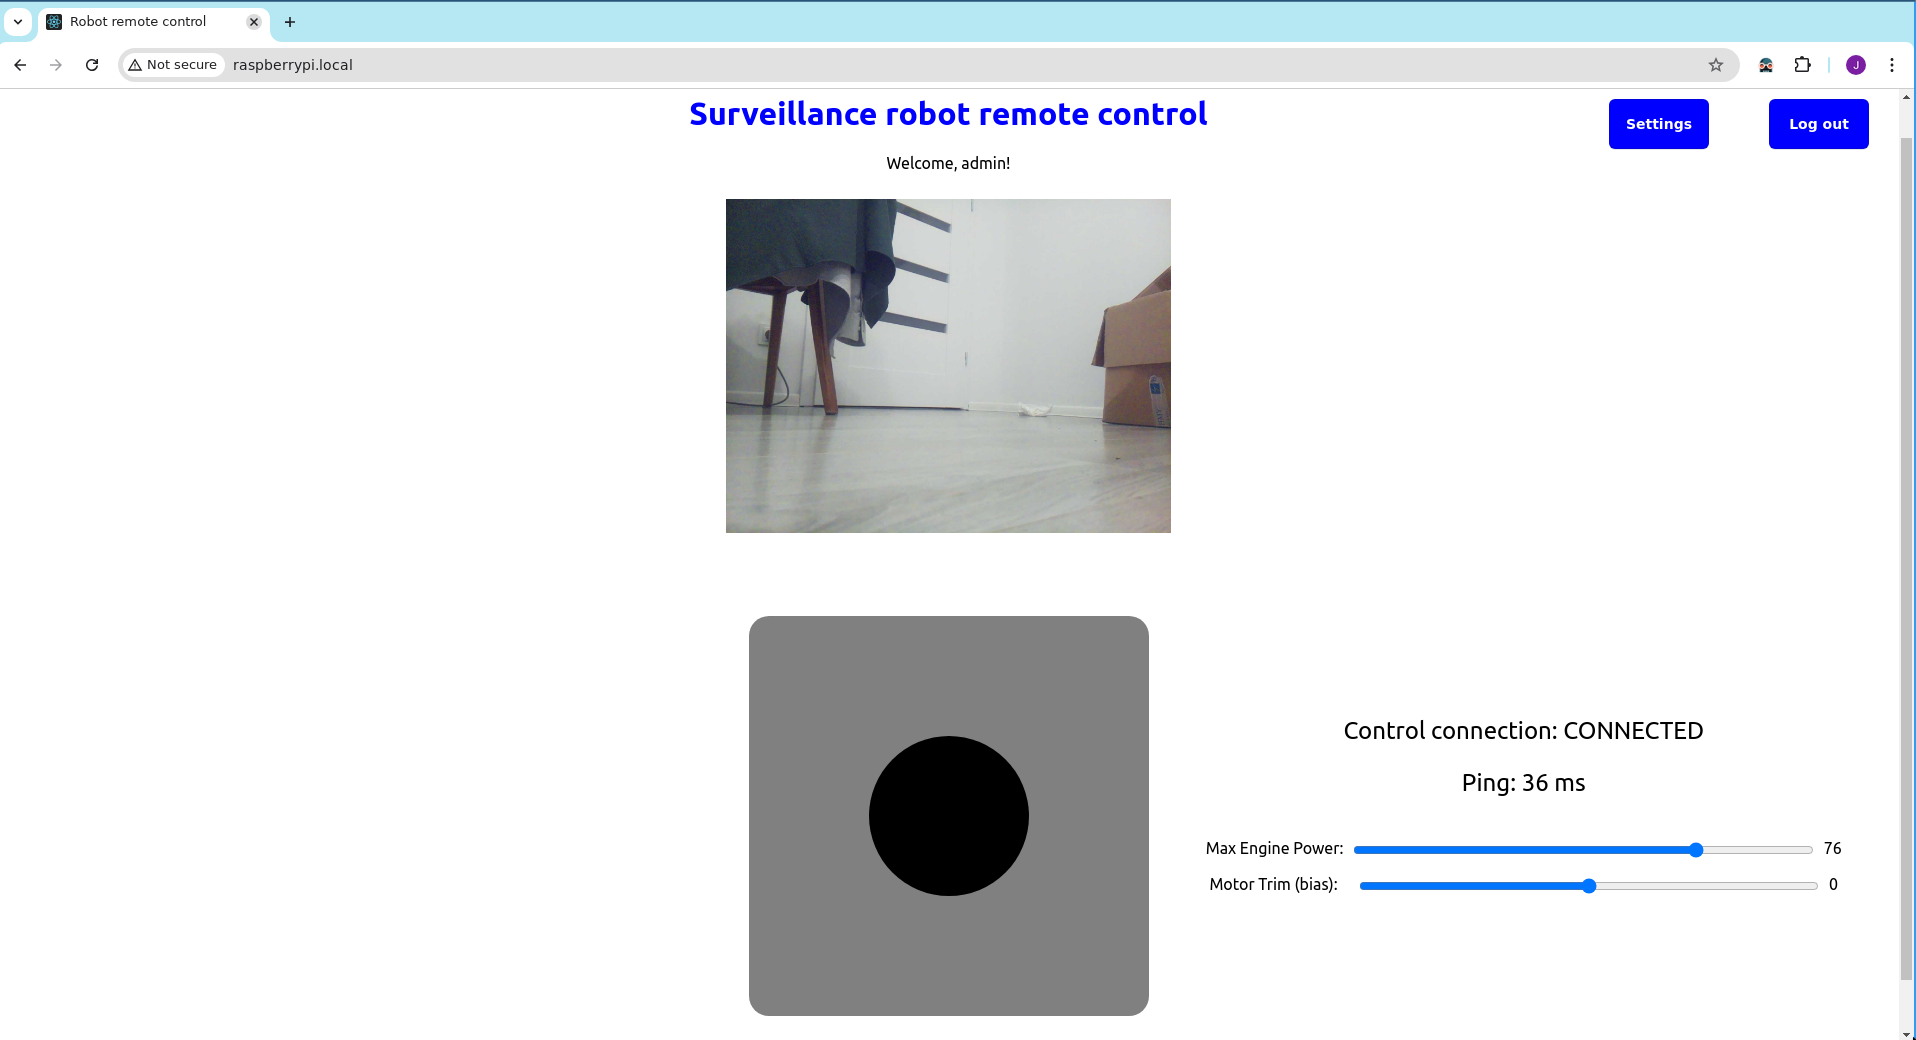 Robot remote control
Not secure
raspberrypi.local
J
Surveillance robot remote control
Settings
Log out
Welcome, admin!
Control connection: CONNECTED
Ping: 36 ms
Max Engine Power: 76
Motor Trim (bias): 0